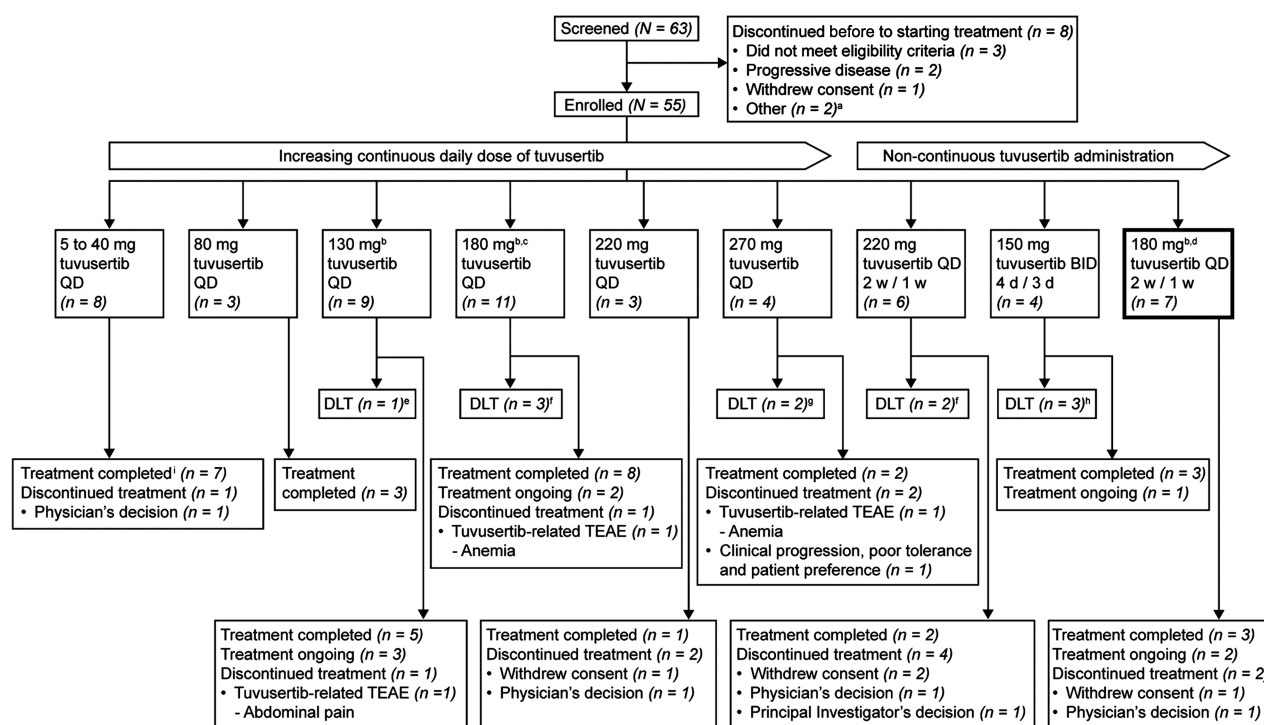 Screened (N = 63)
Discontinued before to starting treatment (n = 8)
• Did not meet eligibility criteria (n = 3)
• Progressive disease (n = 2)
• Withdrew consent (n = 1)
• Other (n = 2)ᵃ
Enrolled (N = 55)
Increasing continuous daily dose of tuvusertib
Non-continuous tuvusertib administration
5 to 40 mg
tuvusertib
QD
(n = 8)
80 mg
tuvusertib
QD
(n = 3)
130 mgᵇ
tuvusertib
QD
(n = 9)
180 mgᵇ,ᶜ
tuvusertib
QD
(n = 11)
220 mg
tuvusertib
QD
(n = 3)
270 mg
tuvusertib
QD
(n = 4)
220 mg
tuvusertib QD
2 w / 1 w
(n = 6)
150 mg
tuvusertib BID
4 d / 3 d
(n = 4)
180 mgᵇ,ᵈ
tuvusertib QD
2 w / 1 w
(n = 7)
DLT (n = 1)ᵉ
DLT (n = 3)ᶠ
DLT (n = 2)ᵍ
DLT (n = 2)ᶠ
DLT (n = 3)ʰ
Treatment completedⁱ (n = 7)
Discontinued treatment (n = 1)
• Physician's decision (n = 1)
Treatment
completed (n = 3)
Treatment completed (n = 8)
Treatment ongoing (n = 2)
Discontinued treatment (n = 1)
• Tuvusertib-related TEAE (n = 1)
- Anemia
Treatment completed (n = 2)
Discontinued treatment (n = 2)
• Tuvusertib-related TEAE (n = 1)
- Anemia
• Clinical progression, poor tolerance
and patient preference (n = 1)
Treatment completed (n = 3)
Treatment ongoing (n = 1)
Treatment completed (n = 5)
Treatment ongoing (n = 3)
Discontinued treatment (n = 1)
• Tuvusertib-related TEAE (n =1)
- Abdominal pain
Treatment completed (n = 1)
Discontinued treatment (n = 2)
• Withdrew consent (n = 1)
• Physician's decision (n = 1)
Treatment completed (n = 2)
Discontinued treatment (n = 4)
• Withdrew consent (n = 2)
• Physician's decision (n = 1)
• Principal Investigator's decision (n = 1)
Treatment completed (n = 3)
Treatment ongoing (n = 2)
Discontinued treatment (n = 2)
• Withdrew consent (n = 1)
• Physician's decision (n = 1)